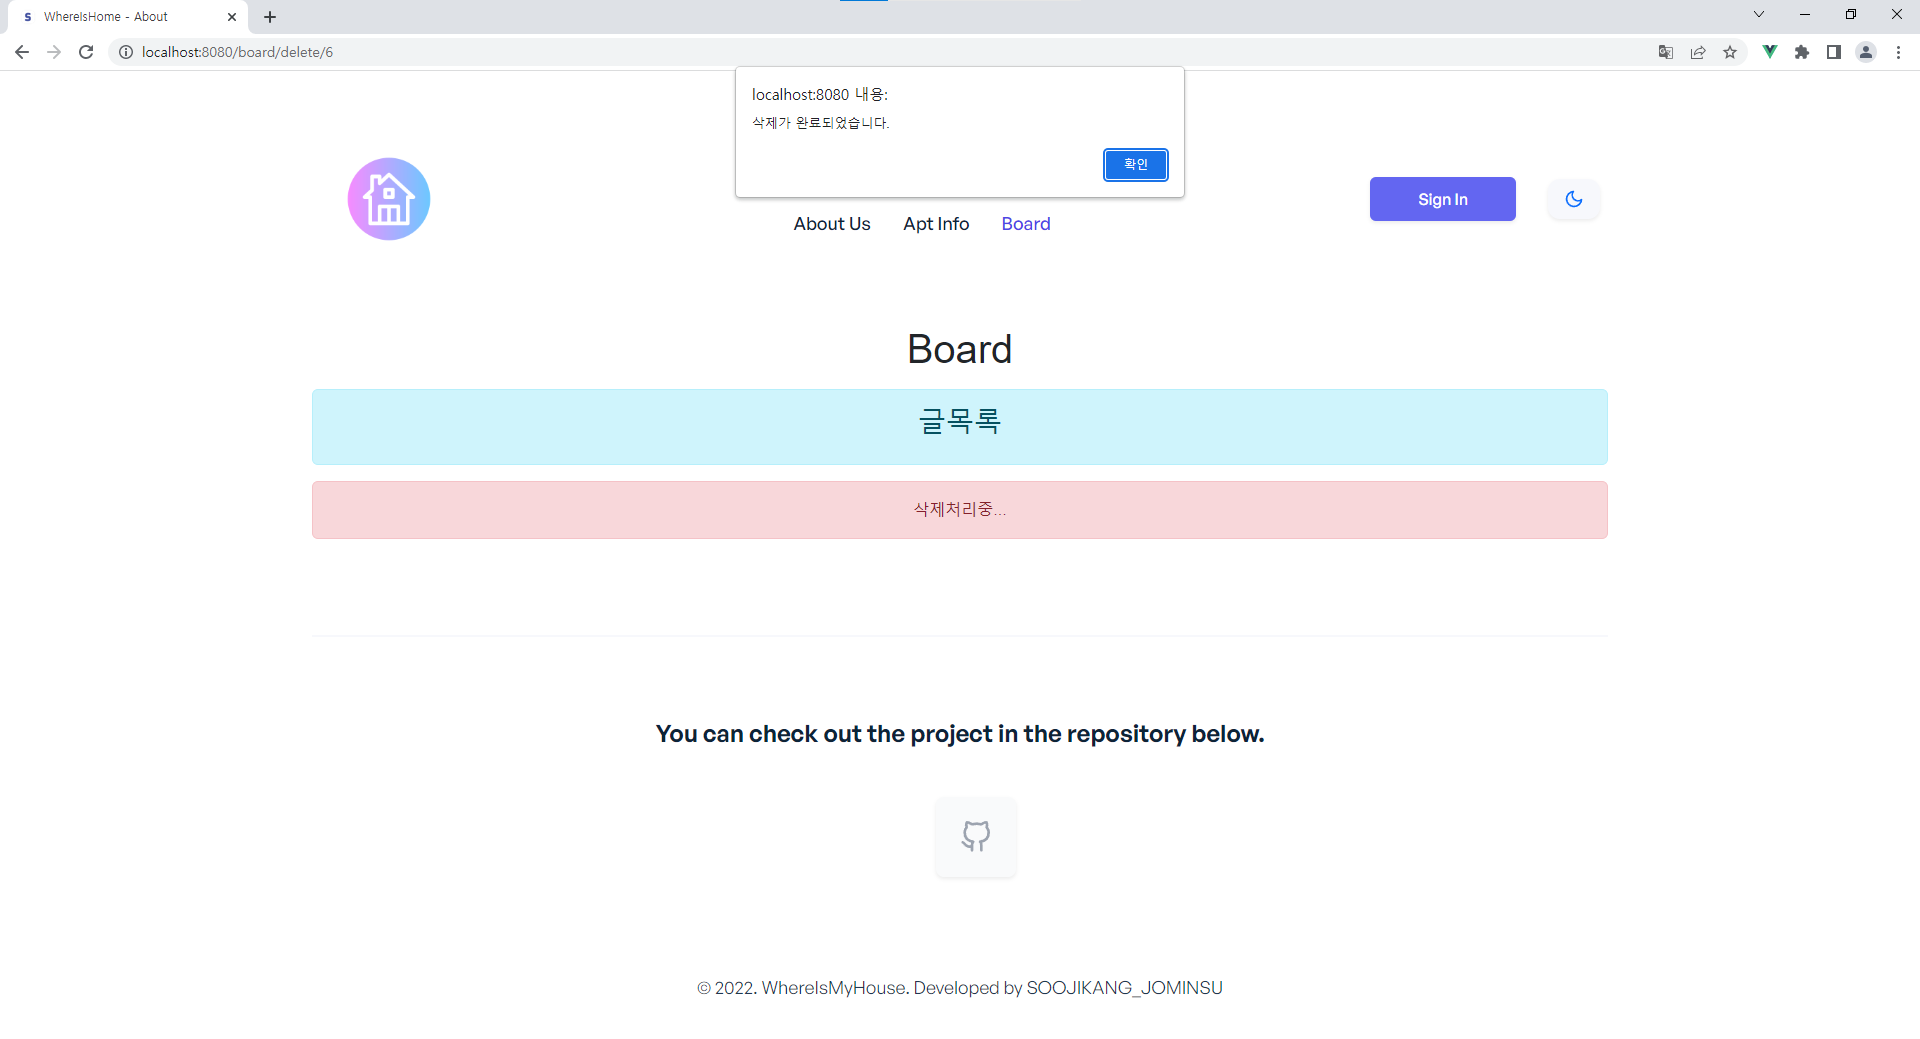 S WhereIsHome - About
localhost:8080/board/delete/6
localhost:8080 내용:
삭제가 완료되었습니다.
확인
About Us Apt Info Board
Sign In
Board
글목록
삭제처리중...
You can check out the project in the repository below.
© 2022. WhereIsMyHouse. Developed by SOOJIKANG_JOMINSU